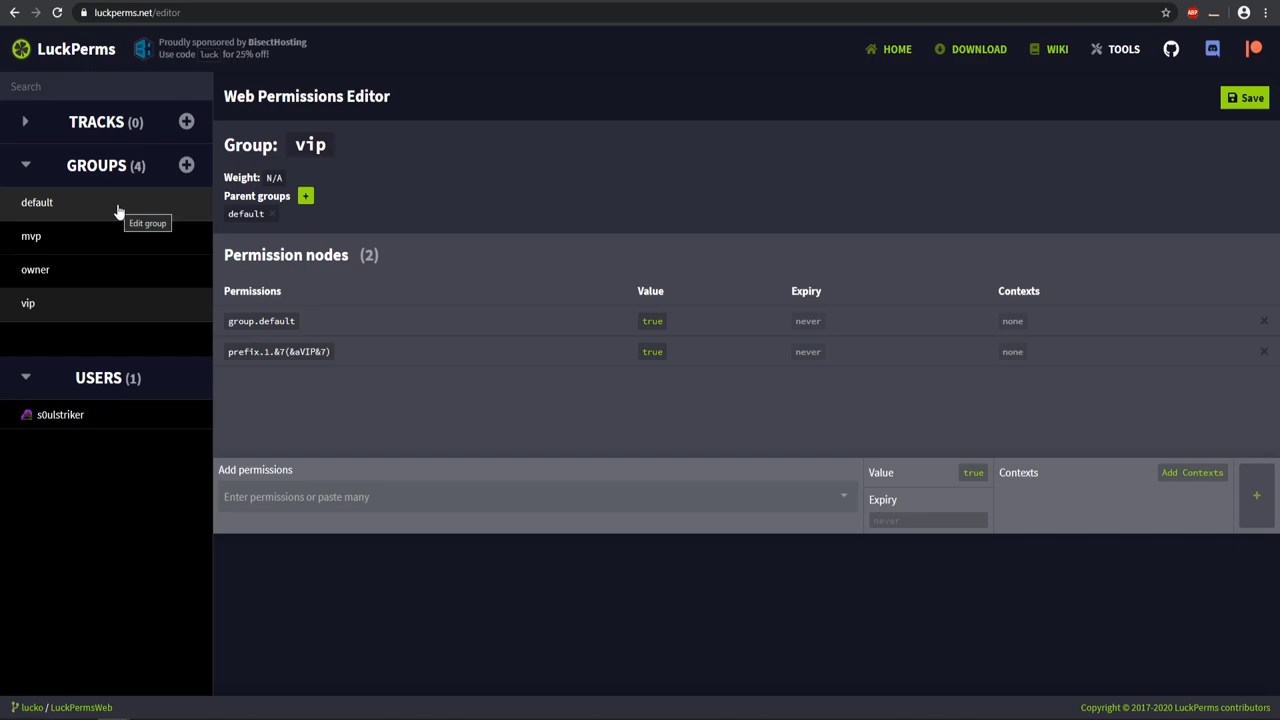 luckperms.net/editor
ABP
LuckPerms
Proudly sponsored by BisectHosting
Use code luck for 25% off!
HOME
DOWNLOAD
WIKI
TOOLS
Search
TRACKS (0)
GROUPS (4)
default
Edit group
mvp
owner
vip
USERS (1)
s0ulstriker
Web Permissions Editor
Save
Group: vip
Weight: N/A
Parent groups +
default ×
Permission nodes (2)
Permissions Value Expiry Contexts
group.default true never none ×
prefix.1.&7(&aVIP&7) true never none ×
Add permissions
Enter permissions or paste many
Value true
Expiry
never
Contexts Add Contexts
+
lucko / LuckPermsWeb
Copyright © 2017-2020 LuckPerms contributors